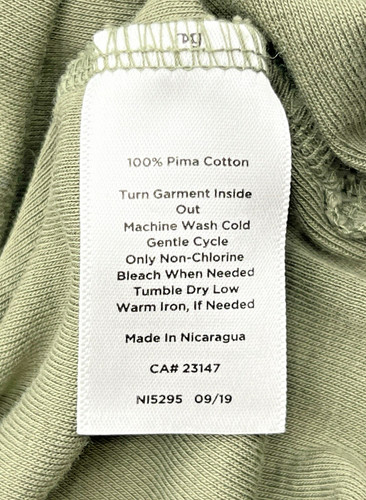 100% Pima Cotton
Turn Garment Inside
Out
Machine Wash Cold
Gentle Cycle
Only Non-Chlorine
Bleach When Needed
Tumble Dry Low
Warm Iron, If Needed
Made In Nicaragua
CA# 23147
NI5295 09/19